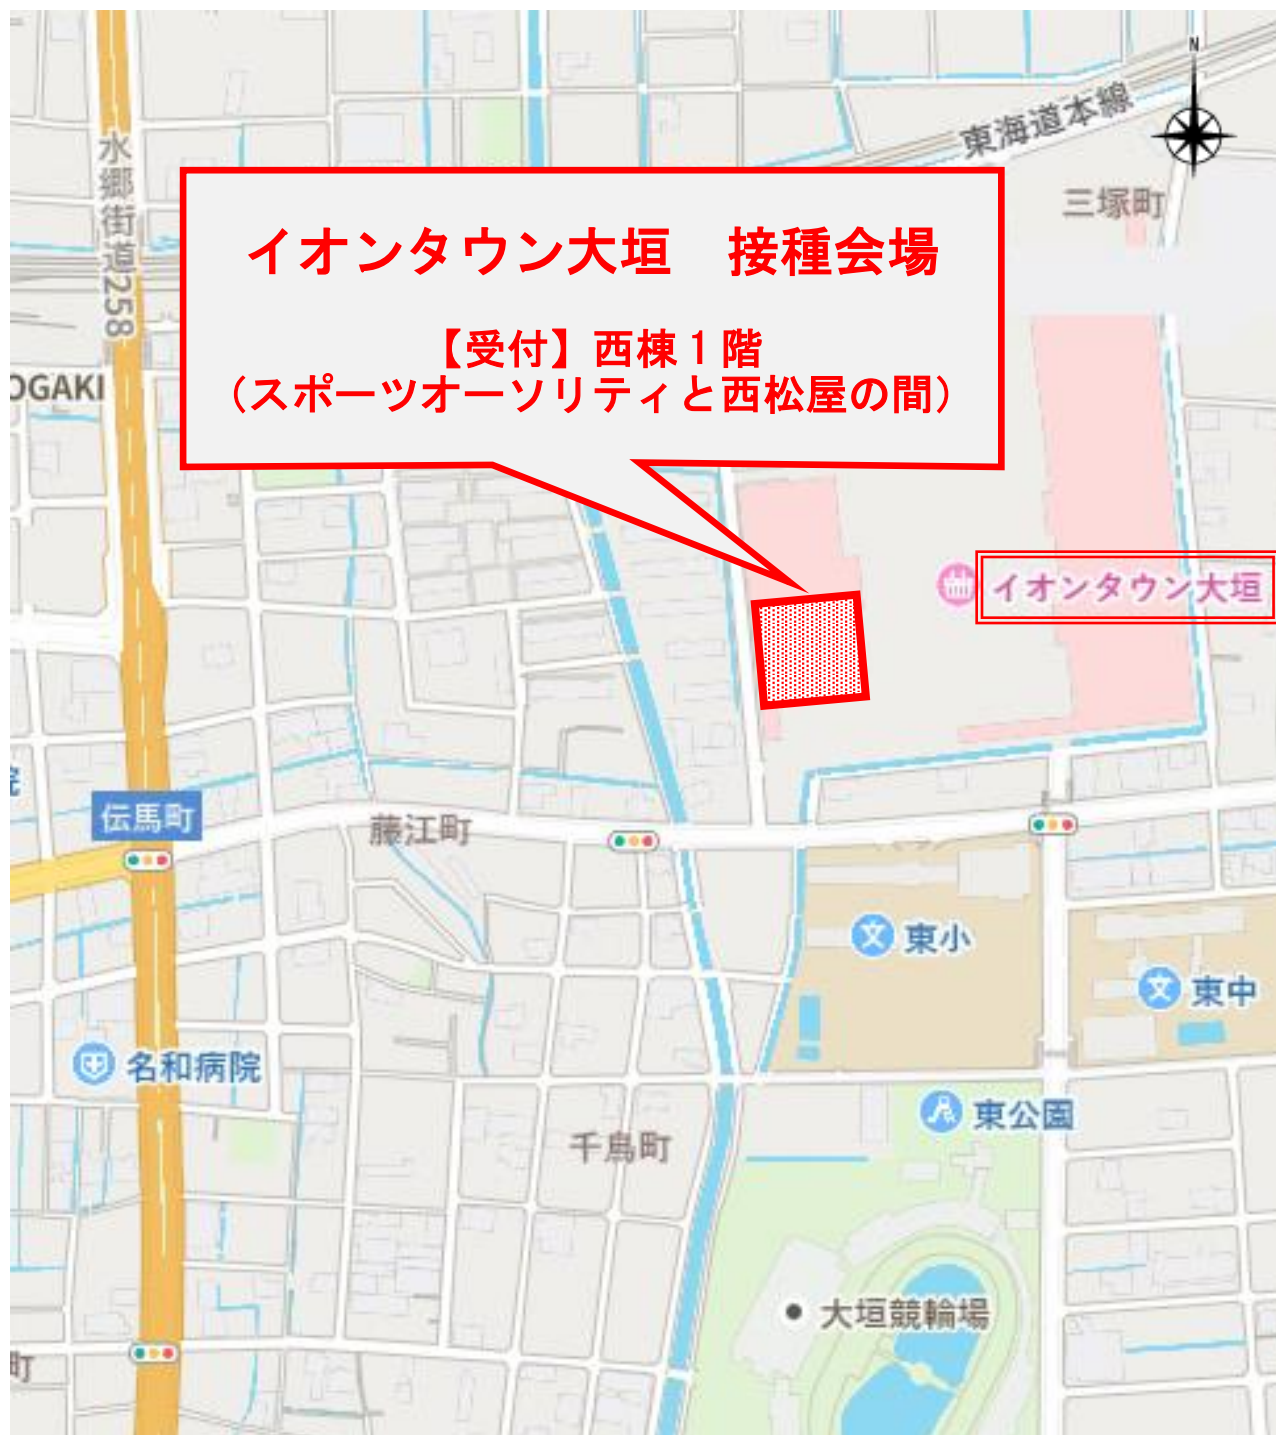 N
東海道本線
水郷街道258
三塚町
イオンタウン大垣　接種会場
【受付】西棟１階
（スポーツオーソリティと西松屋の間）
OGAKI
イオンタウン大垣
院
伝馬町
藤江町
東小
東中
名和病院
東公園
千鳥町
大垣競輪場
町